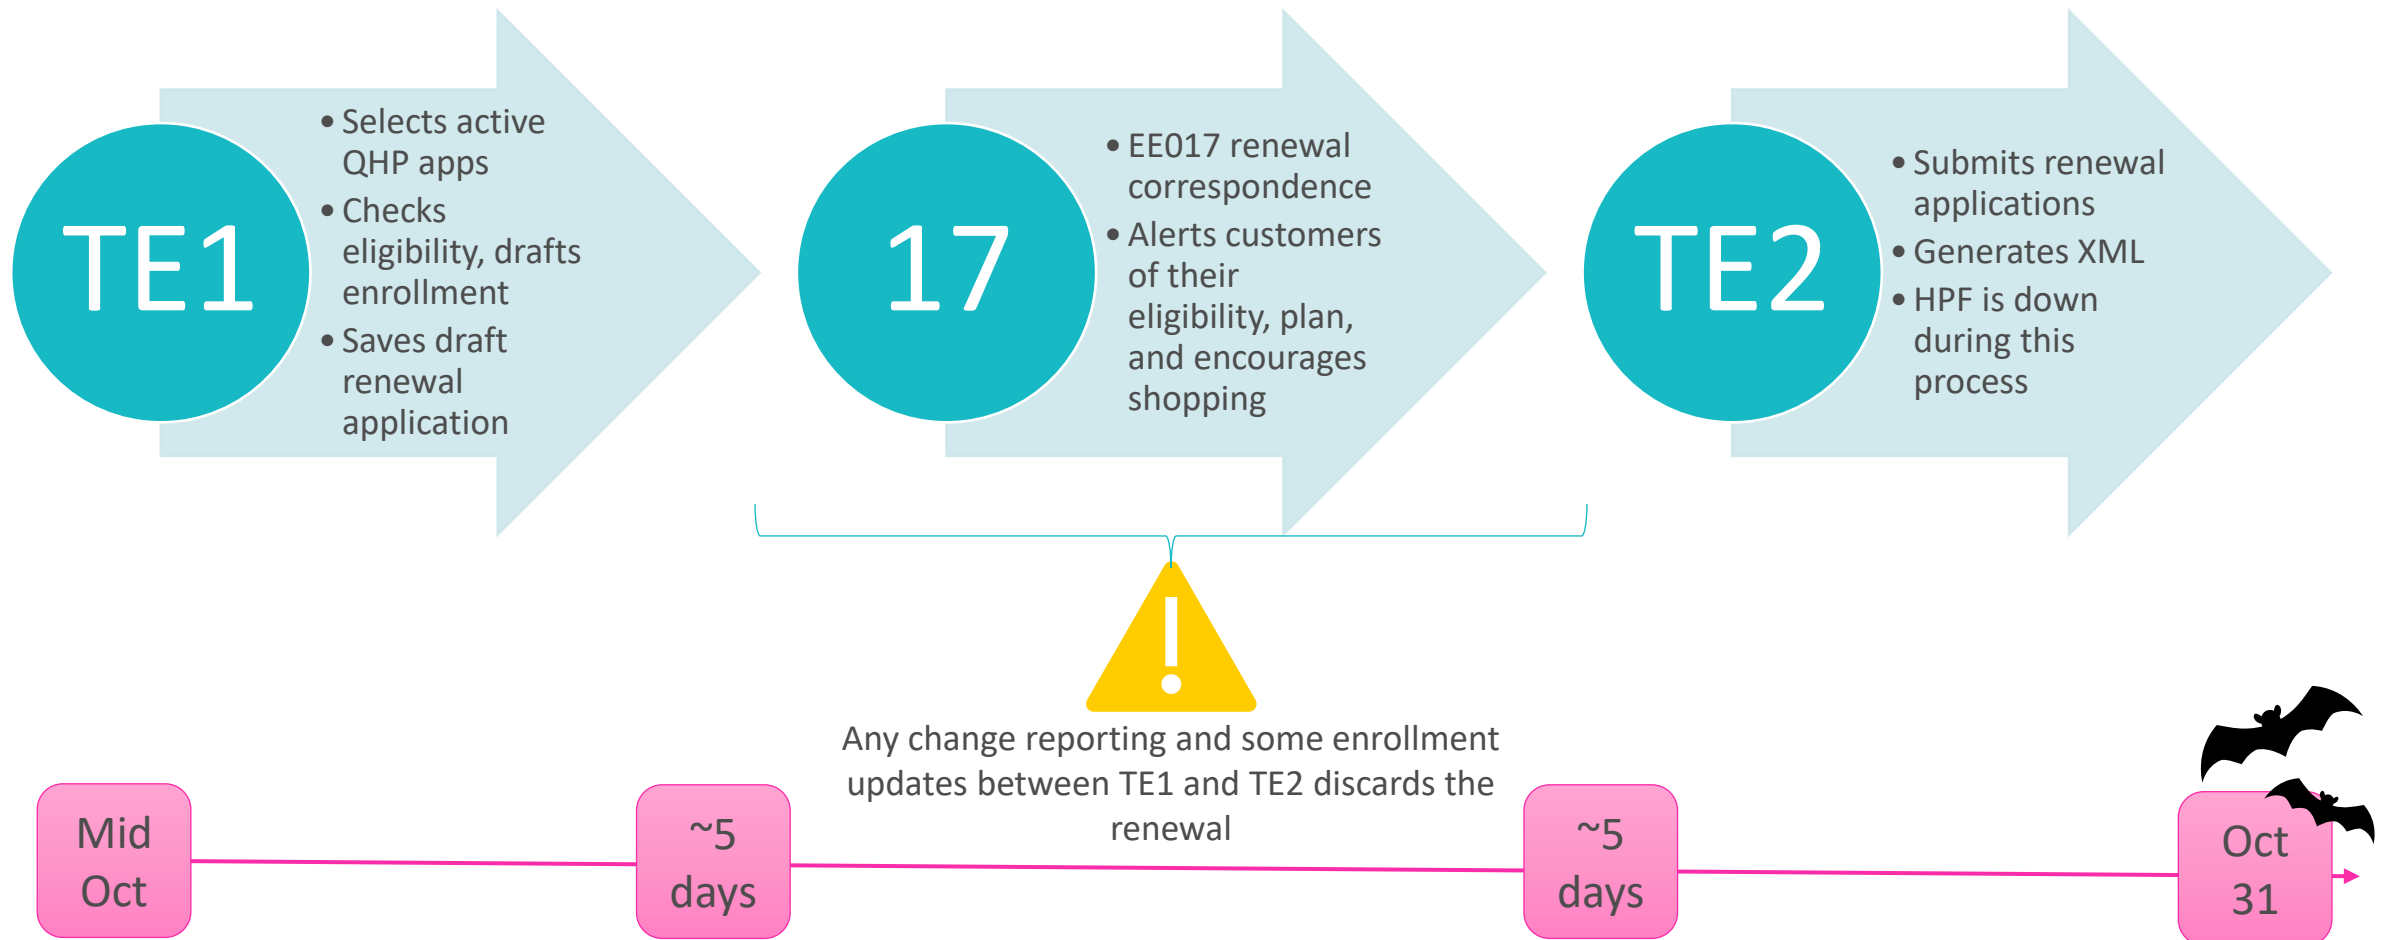 TE1
• Selects active
QHP apps
• Checks
eligibility, drafts
enrollment
• Saves draft
renewal
application
17
• EE017 renewal
correspondence
• Alerts customers
of their
eligibility, plan,
and encourages
shopping
TE2
• Submits renewal
applications
• Generates XML
• HPF is down
during this
process
!
Any change reporting and some enrollment
updates between TE1 and TE2 discards the
renewal
Mid
Oct
~5
days
~5
days
Oct
31